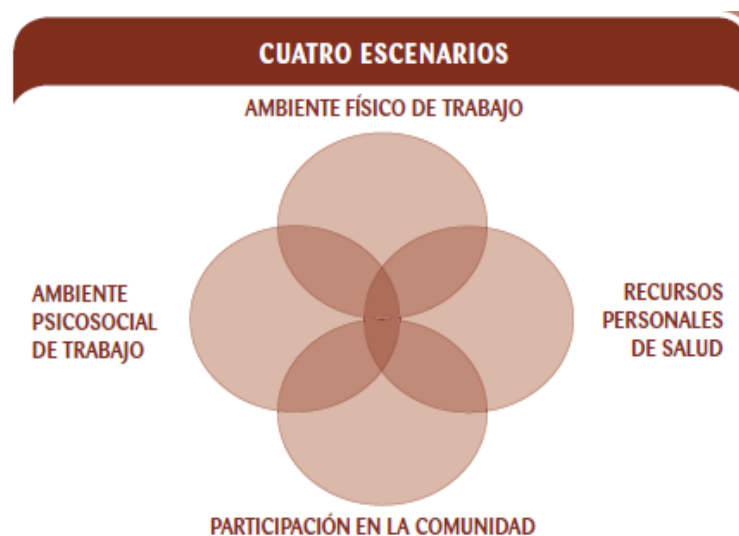 CUATRO ESCENARIOS
AMBIENTE FÍSICO DE TRABAJO
AMBIENTE
PSICOSOCIAL
DE TRABAJO
RECURSOS
PERSONALES
DE SALUD
PARTICIPACIÓN EN LA COMUNIDAD